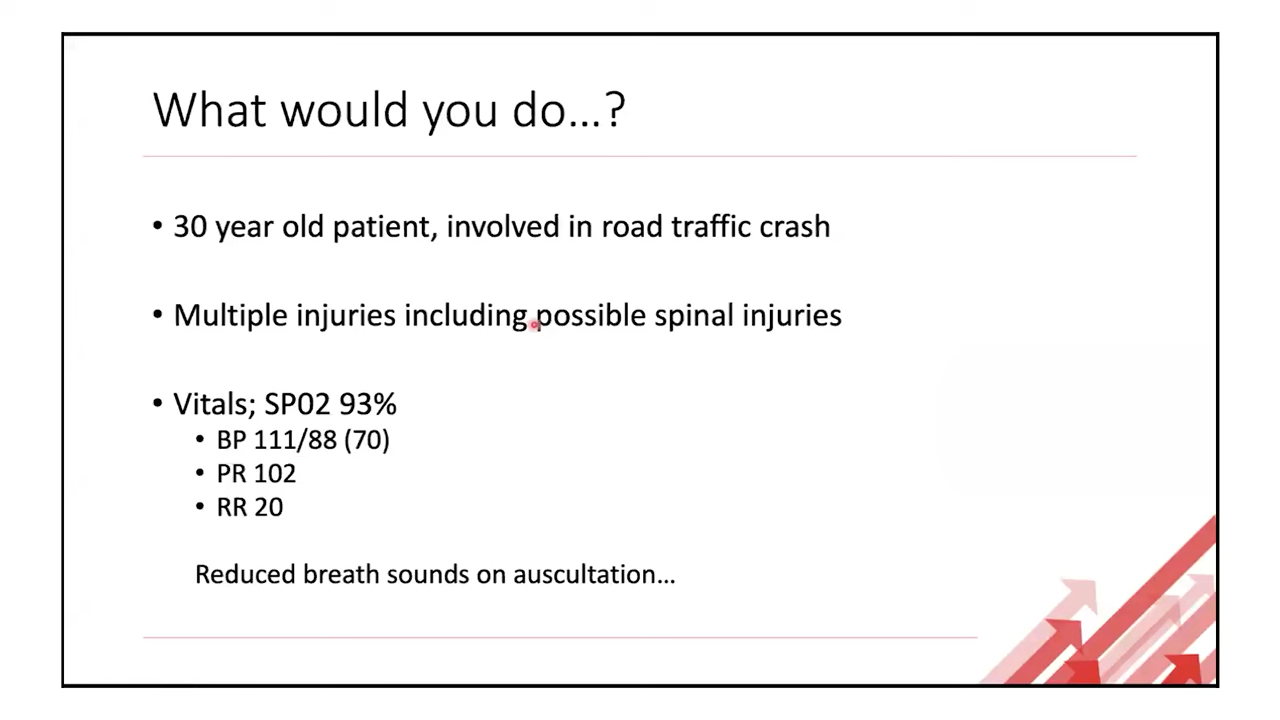 What would you do...?
• 30 year old patient, involved in road traffic crash
• Multiple injuries including possible spinal injuries
• Vitals; SP02 93%
• BP 111/88 (70)
• PR 102
• RR 20
Reduced breath sounds on auscultation...